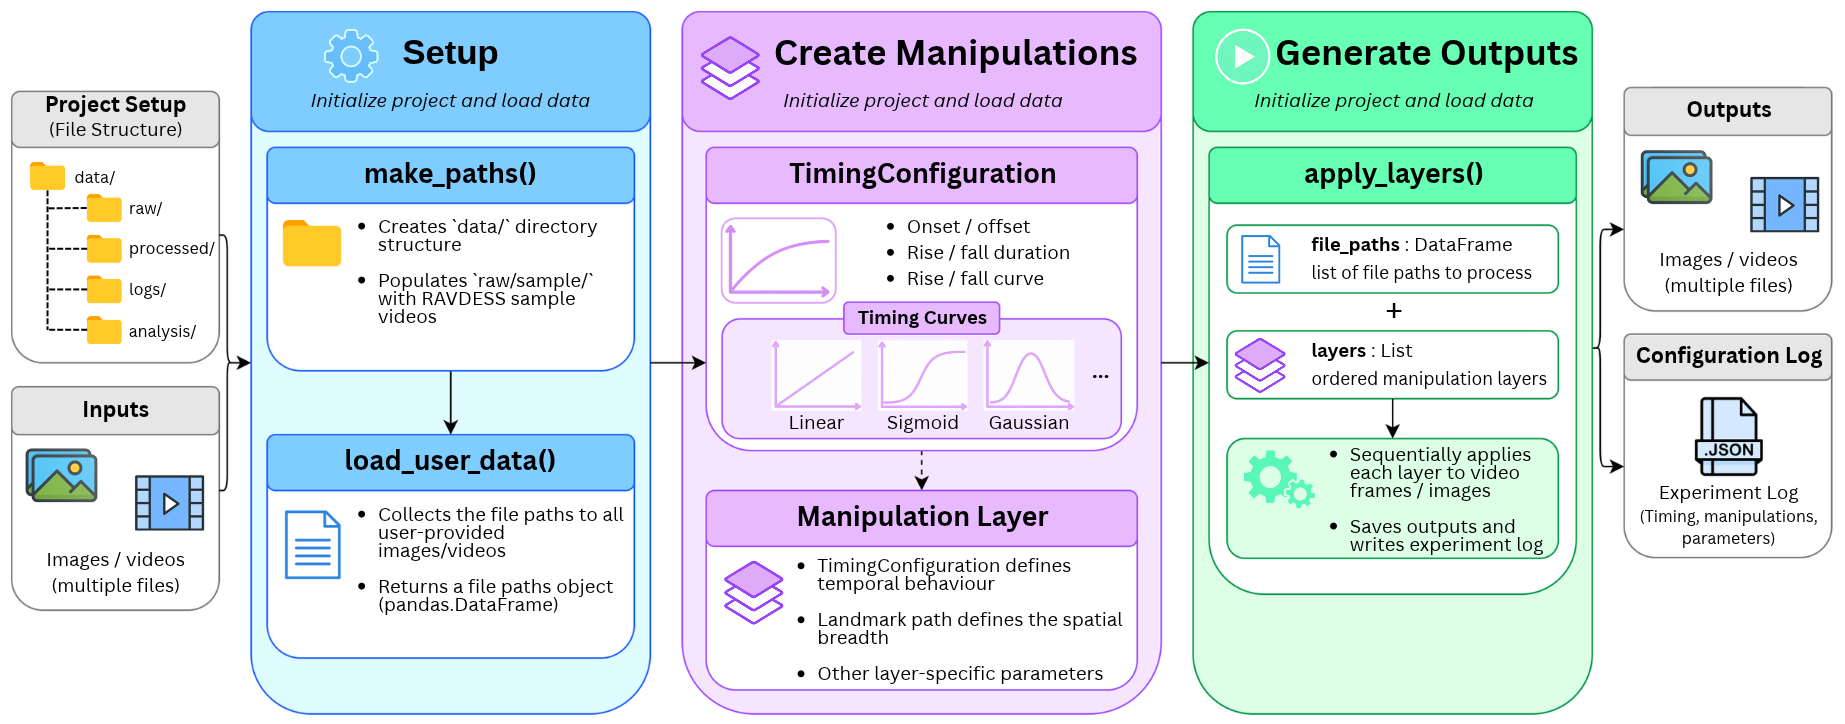 Project Setup
(File Structure)
data/
raw/
processed/
logs/
analysis/
Inputs
Images / videos
(multiple files)
Setup
Initialize project and load data
make_paths()
• Creates `data/` directory
structure
• Populates `raw/sample/`
with RAVDESS sample
videos
load_user_data()
• Collects the file paths to all
user-provided
images/videos
• Returns a file paths object
(pandas.DataFrame)
Create Manipulations
Initialize project and load data
TimingConfiguration
• Onset / offset
• Rise / fall duration
• Rise / fall curve
Timing Curves
Linear
Sigmoid
Gaussian
...
Manipulation Layer
• TimingConfiguration defines
temporal behaviour
• Landmark path defines the spatial
breadth
• Other layer-specific parameters
Generate Outputs
Initialize project and load data
apply_layers()
file_paths : DataFrame
list of file paths to process
+
layers : List
ordered manipulation layers
• Sequentially applies
each layer to video
frames / images
• Saves outputs and
writes experiment log
Outputs
Images / videos
(multiple files)
Configuration Log
.JSON
Experiment Log
(Timing, manipulations,
parameters)